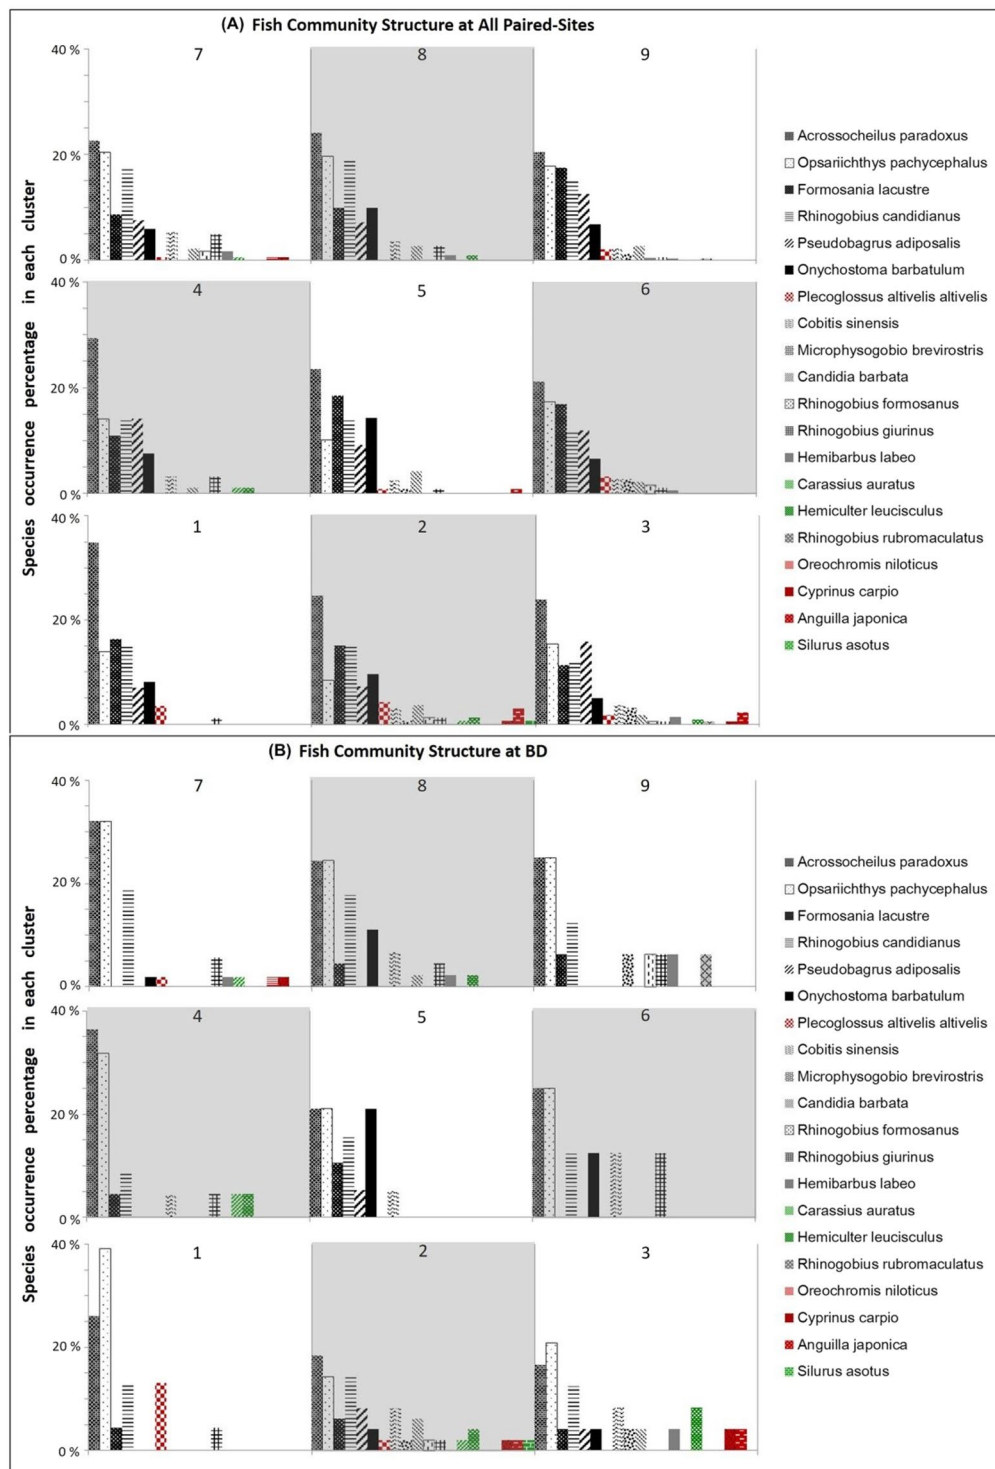 (A) Fish Community Structure at All Paired-Sites
Species occurrence percentage in each cluster
40 %
20 %
0 %
7
8
9
40 %
20 %
0 %
4
5
6
40 %
20 %
0 %
1
2
3
Acrossocheilus paradoxus
Opsariichthys pachycephalus
Formosania lacustre
Rhinogobius candidianus
Pseudobagrus adiposalis
Onychostoma barbatulum
Plecoglossus altivelis altivelis
Cobitis sinensis
Microphysogobio brevirostris
Candidia barbata
Rhinogobius formosanus
Rhinogobius giurinus
Hemibarbus labeo
Carassius auratus
Hemiculter leucisculus
Rhinogobius rubromaculatus
Oreochromis niloticus
Cyprinus carpio
Anguilla japonica
Silurus asotus
(B) Fish Community Structure at BD
Species occurrence percentage in each cluster
40 %
20 %
0 %
7
8
9
40 %
20 %
0 %
4
5
6
40 %
20 %
0 %
1
2
3
Acrossocheilus paradoxus
Opsariichthys pachycephalus
Formosania lacustre
Rhinogobius candidianus
Pseudobagrus adiposalis
Onychostoma barbatulum
Plecoglossus altivelis altivelis
Cobitis sinensis
Microphysogobio brevirostris
Candidia barbata
Rhinogobius formosanus
Rhinogobius giurinus
Hemibarbus labeo
Carassius auratus
Hemiculter leucisculus
Rhinogobius rubromaculatus
Oreochromis niloticus
Cyprinus carpio
Anguilla japonica
Silurus asotus